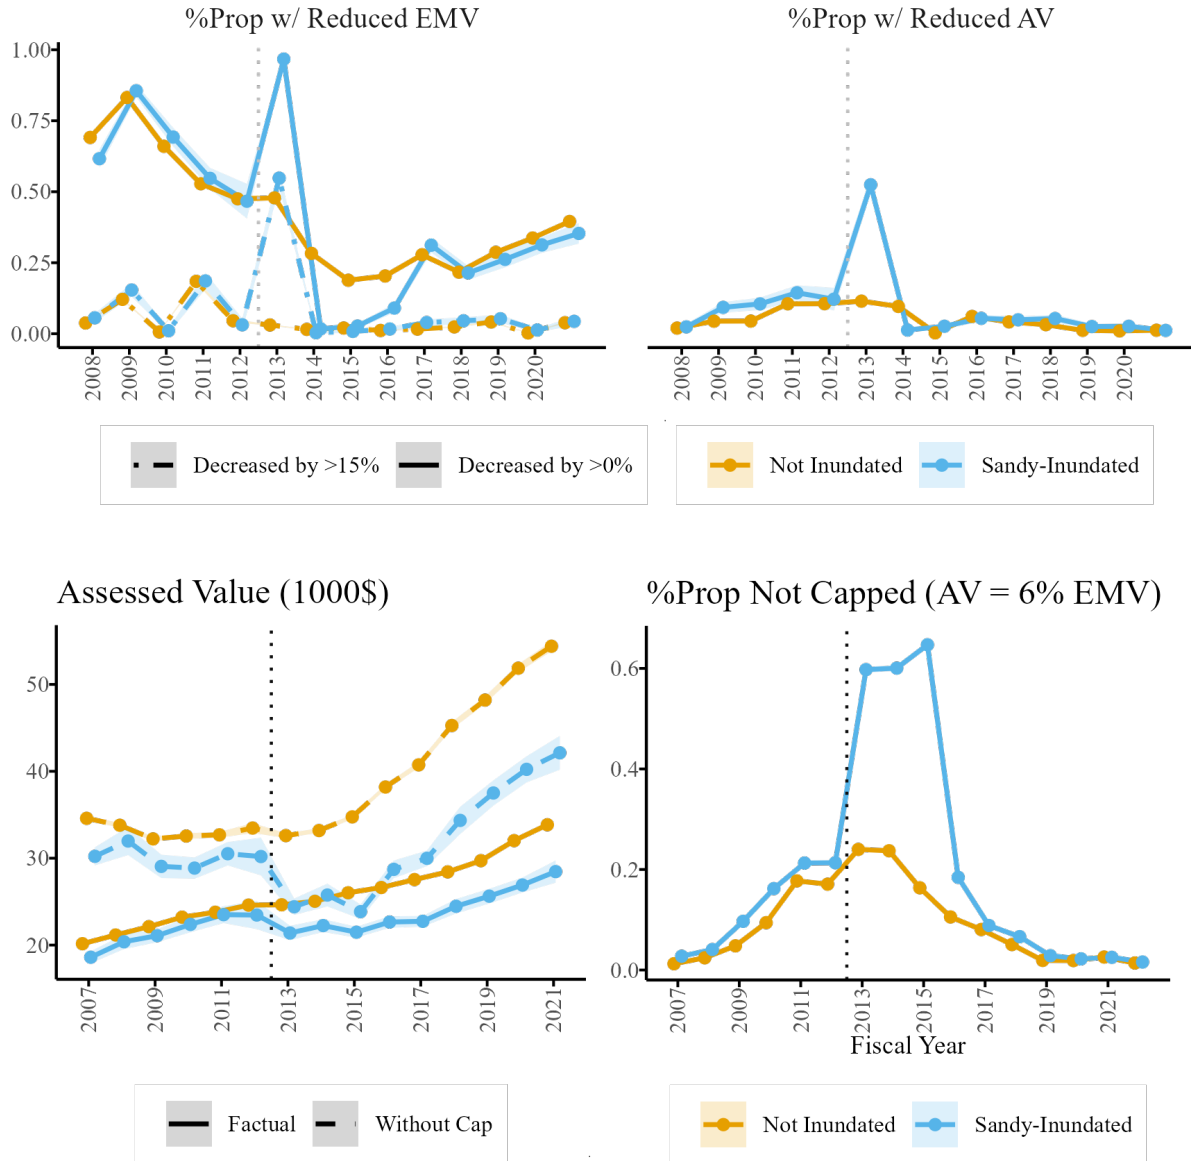 %Prop w/ Reduced EMV
%Prop w/ Reduced AV
1.00
0.75
0.50
0.25
0.00
2008 2009 2010 2011 2012 2013 2014 2015 2016 2017 2018 2019 2020
2008 2009 2010 2011 2012 2013 2014 2015 2016 2017 2018 2019 2020
Decreased by >15% Decreased by >0%
Not Inundated Sandy-Inundated
Assessed Value (1000$)
%Prop Not Capped (AV = 6% EMV)
50
40
30
20
0.6
0.4
0.2
0.0
2007 2009 2011 2013 2015 2017 2019 2021
2007 2009 2011 2013 2015 2017 2019 2021
Fiscal Year
Factual Without Cap
Not Inundated Sandy-Inundated